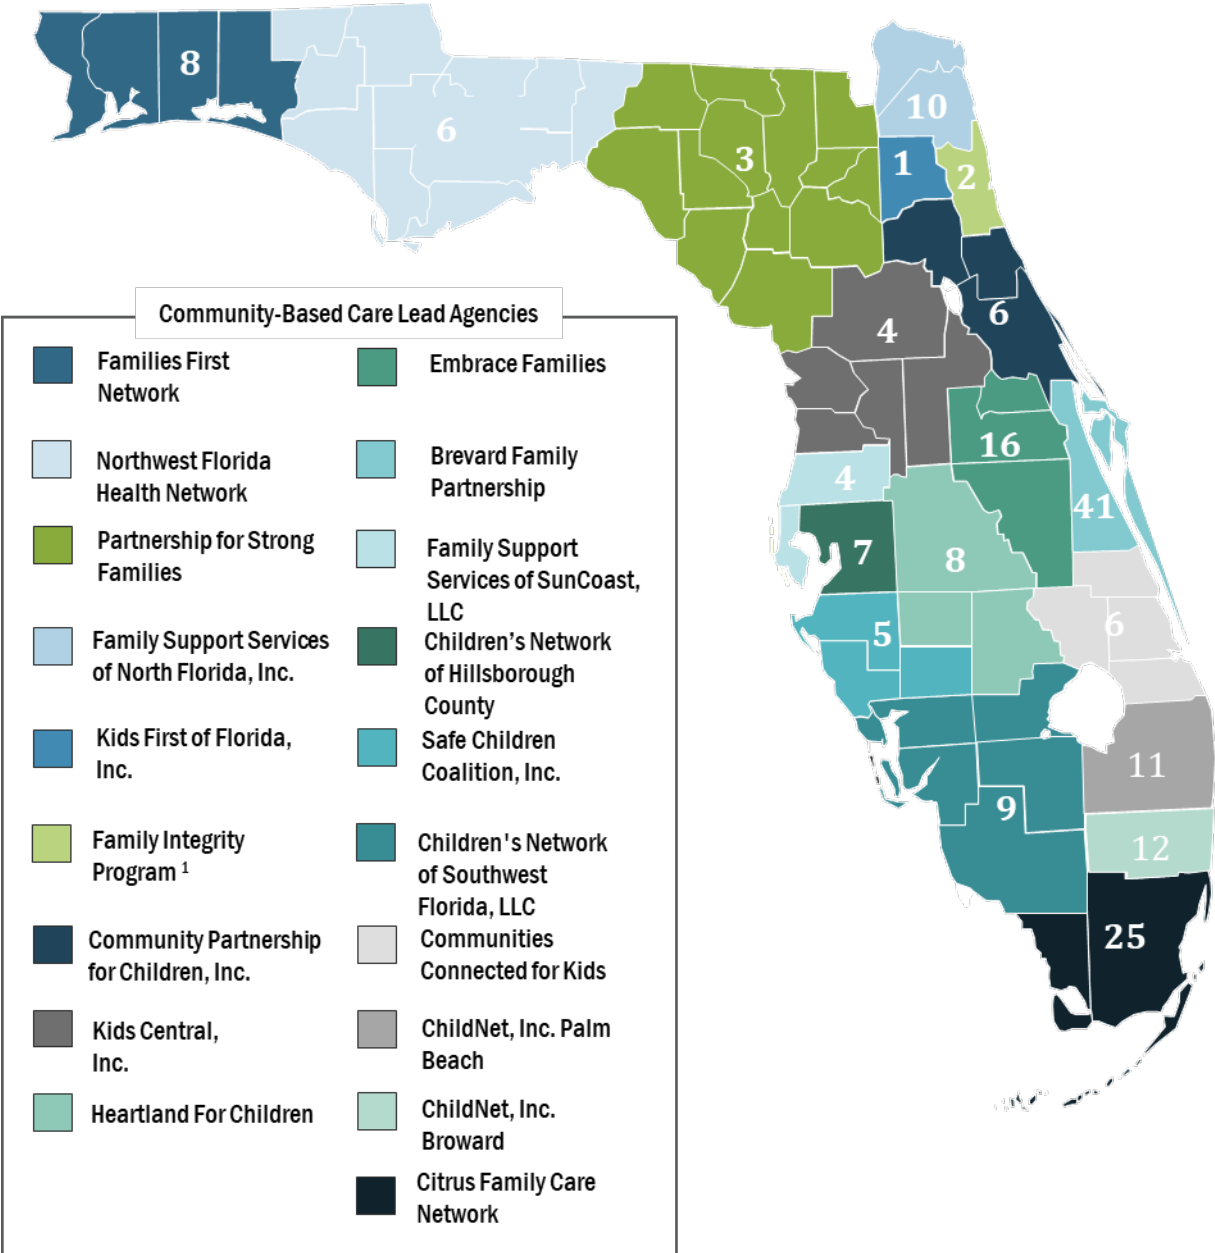 8
6
3
10
1
2
6
4
16
4
41
7
8
5
6
9
11
12
25
Community-Based Care Lead Agencies
Families First
Network
Northwest Florida
Health Network
Partnership for Strong
Families
Family Support Services
of North Florida, Inc.
Kids First of Florida,
Inc.
Family Integrity
Program ¹
Community Partnership
for Children, Inc.
Kids Central,
Inc.
Heartland For Children
Embrace Families
Brevard Family
Partnership
Family Support
Services of SunCoast,
LLC
Children’s Network
of Hillsborough
County
Safe Children
Coalition, Inc.
Children's Network
of Southwest
Florida, LLC
Communities
Connected for Kids
ChildNet, Inc. Palm
Beach
ChildNet, Inc.
Broward
Citrus Family Care
Network